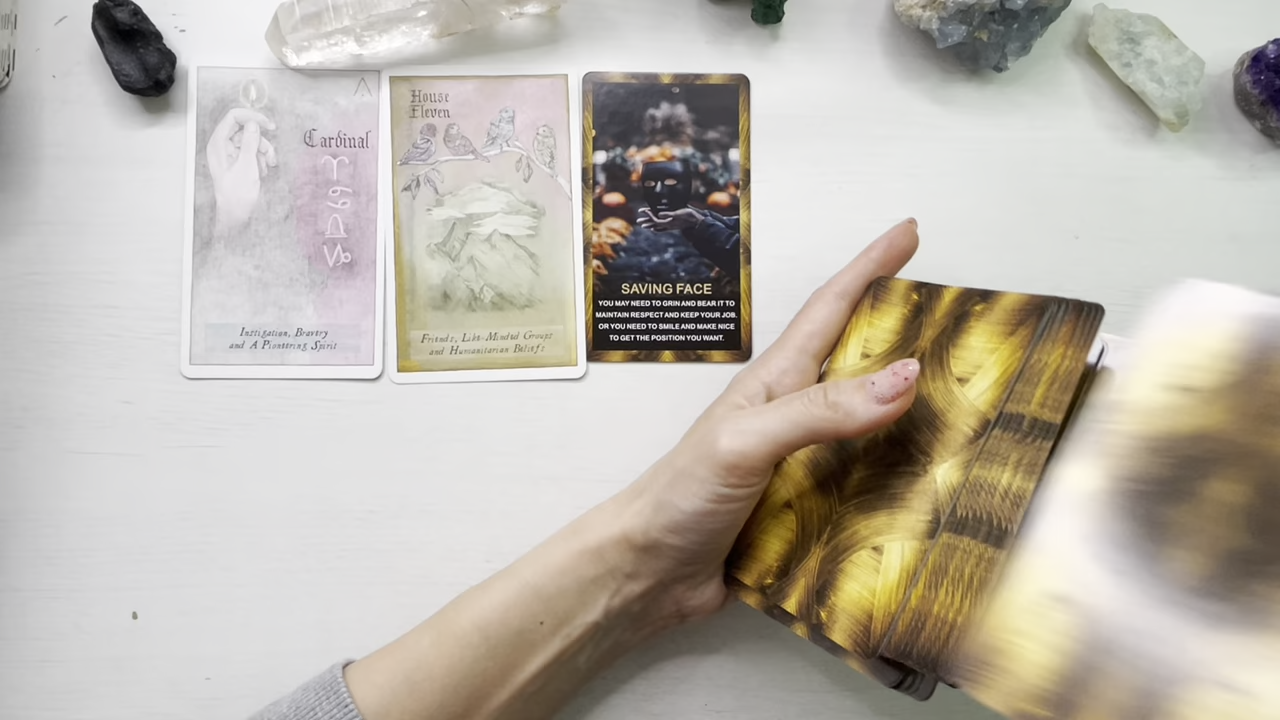 Cardinal
♈
♋
♎
♑
Instigation, Bravery
and A Pioneering Spirit
House
Eleven
Friends, Like-Minded Groups
and Humanitarian Beliefs
SAVING FACE
YOU MAY NEED TO GRIN AND BEAR IT TO
MAINTAIN RESPECT AND KEEP YOUR JOB.
OR YOU NEED TO SMILE AND MAKE NICE
TO GET THE POSITION YOU WANT.